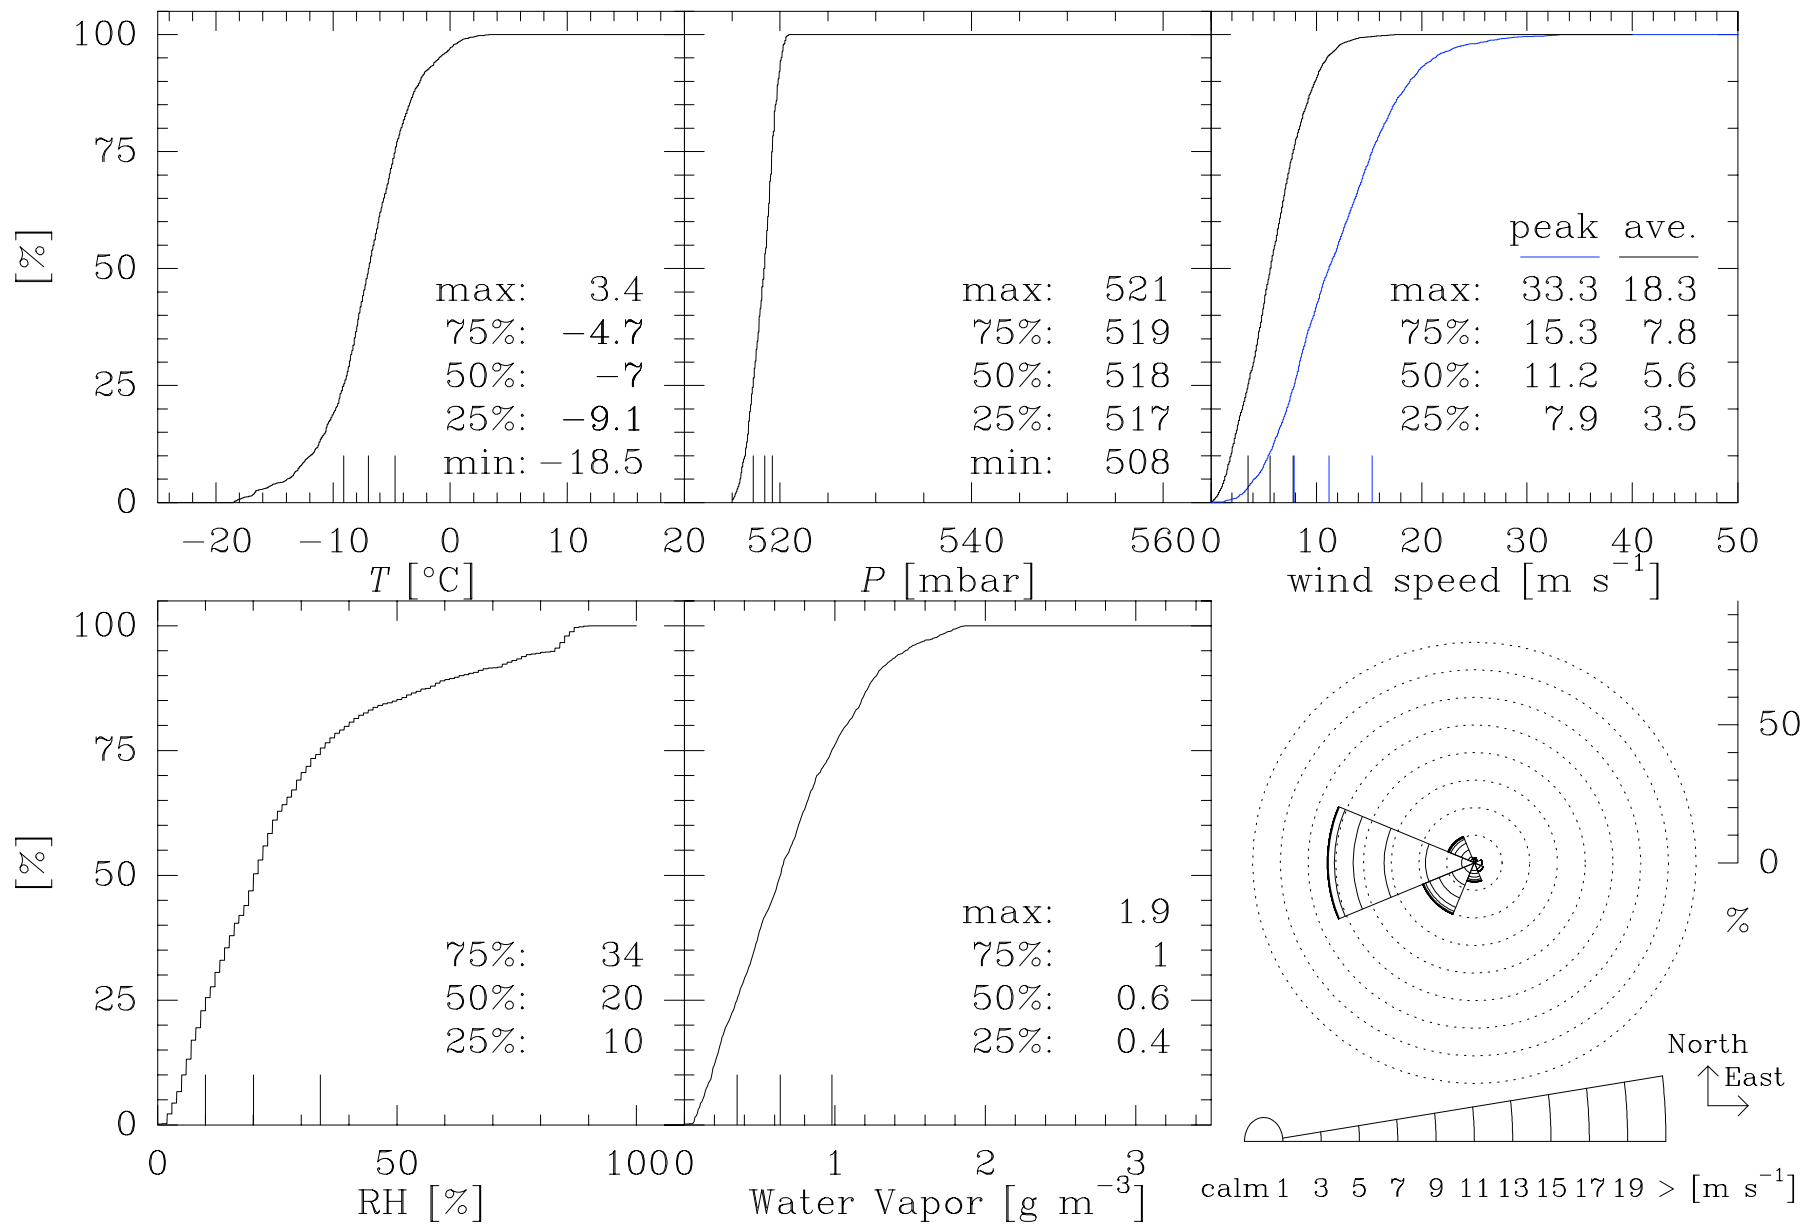 100
75
50
25
0
[%]
max: 3.4
75%: −4.7
50%: −7
25%: −9.1
min: −18.5
−20 −10 0 10 20
T [°C]
max: 521
75%: 519
50%: 518
25%: 517
min: 508
520 540 560
P [mbar]
peak ave.
max: 33.3 18.3
75%: 15.3 7.8
50%: 11.2 5.6
25%: 7.9 3.5
0 10 20 30 40 50
wind speed [m s⁻¹]
100
75
50
25
0
[%]
75%: 34
50%: 20
25%: 10
0 50 100
RH [%]
max: 1.9
75%: 1
50%: 0.6
25%: 0.4
0 1 2 3
Water Vapor [g m⁻³]
50
0
%
North
East
calm 1 3 5 7 9 11 13 15 17 19 > [m s⁻¹]